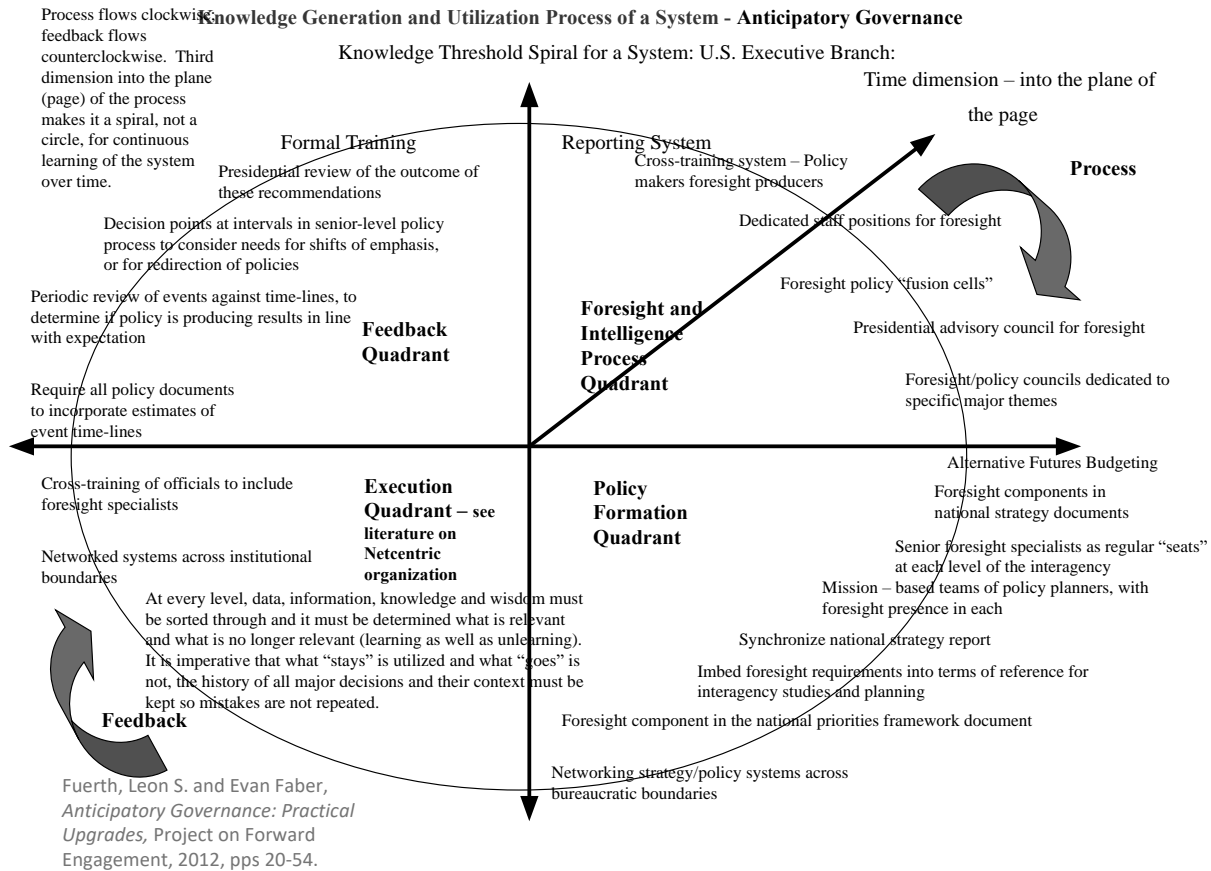 Process flows clockwise;
feedback flows
counterclockwise. Third
dimension into the plane
(page) of the process
makes it a spiral, not a
circle, for continuous
learning of the system
over time.
Knowledge Generation and Utilization Process of a System - Anticipatory Governance
Knowledge Threshold Spiral for a System: U.S. Executive Branch:
Time dimension – into the plane of
the page
Process
Formal Training
Presidential review of the outcome of
these recommendations
Decision points at intervals in senior-level policy
process to consider needs for shifts of emphasis,
or for redirection of policies
Periodic review of events against time-lines, to
determine if policy is producing results in line
with expectation
Require all policy documents
to incorporate estimates of
event time-lines
Feedback
Quadrant
Reporting System
Cross-training system – Policy
makers foresight producers
Dedicated staff positions for foresight
Foresight policy “fusion cells”
Presidential advisory council for foresight
Foresight/policy councils dedicated to
specific major themes
Foresight and
Intelligence
Process
Quadrant
Cross-training of officials to include
foresight specialists
Networked systems across institutional
boundaries
Execution
Quadrant – see
literature on
Netcentric
organization
At every level, data, information, knowledge and wisdom must
be sorted through and it must be determined what is relevant
and what is no longer relevant (learning as well as unlearning).
It is imperative that what “stays” is utilized and what “goes” is
not, the history of all major decisions and their context must be
kept so mistakes are not repeated.
Feedback
Policy
Formation
Quadrant
Alternative Futures Budgeting
Foresight components in
national strategy documents
Senior foresight specialists as regular “seats”
at each level of the interagency
Mission – based teams of policy planners, with
foresight presence in each
Synchronize national strategy report
Imbed foresight requirements into terms of reference for
interagency studies and planning
Foresight component in the national priorities framework document
Networking strategy/policy systems across
bureaucratic boundaries
Fuerth, Leon S. and Evan Faber,
Anticipatory Governance: Practical
Upgrades, Project on Forward
Engagement, 2012, pps 20-54.